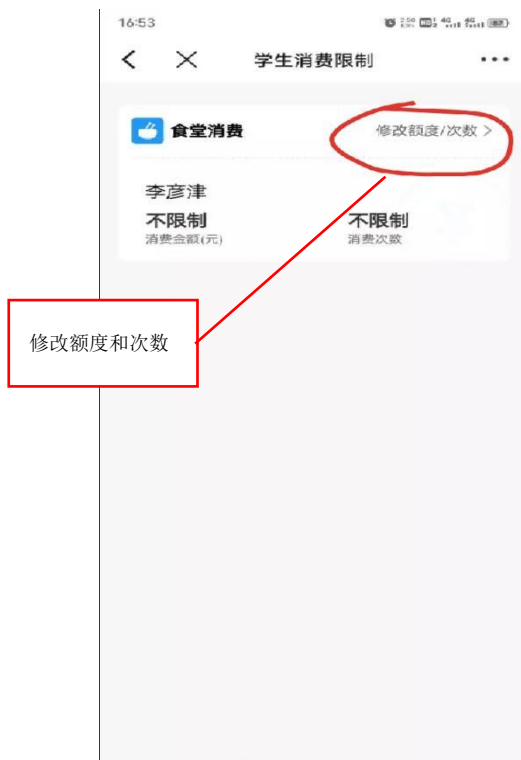 16:53
学生消费限制
食堂消费
修改额度/次数 >
李彦津
不限制
不限制
消费金额(元)
消费次数
修改额度和次数